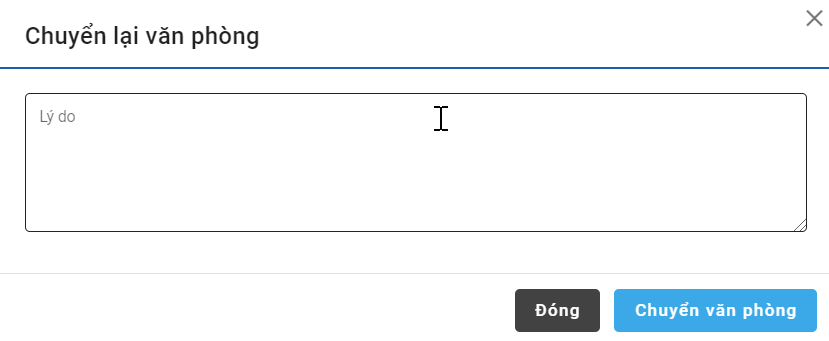 Chuyển lại văn phòng
Lý do
Đóng
Chuyển văn phòng